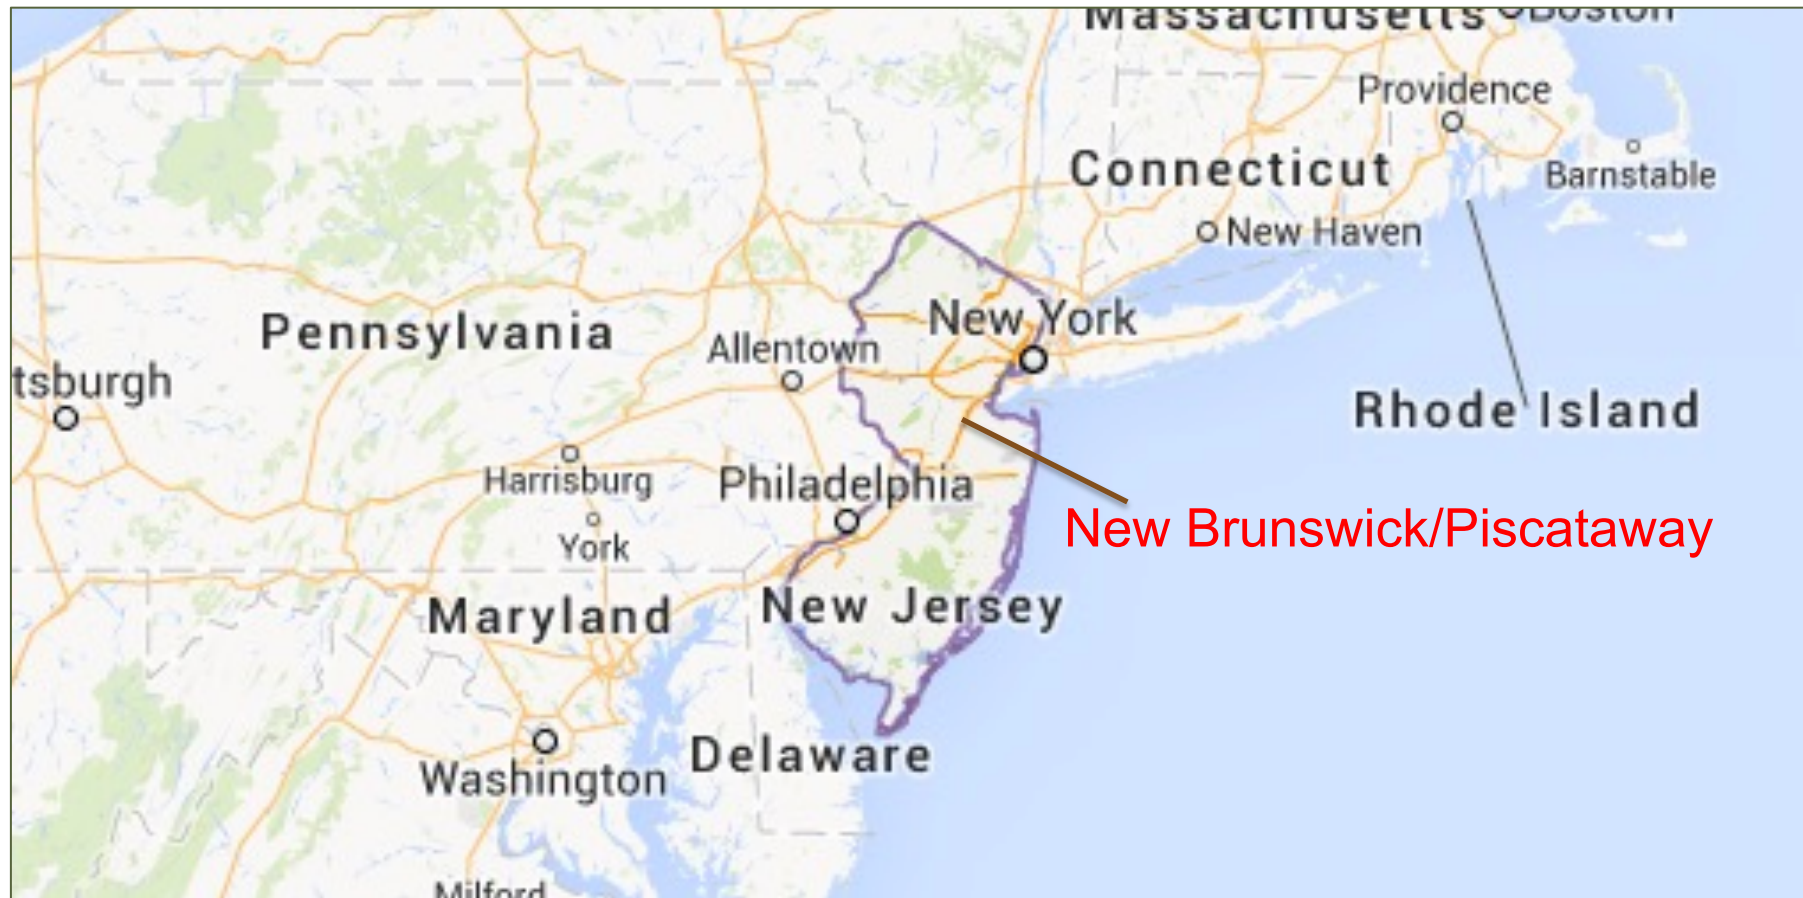 Massachusetts
Boston
Providence
Connecticut
Barnstable
New Haven
New York
Pennsylvania
Allentown
tsburgh
Rhode Island
Harrisburg
Philadelphia
New Brunswick/Piscataway
York
Maryland
New Jersey
Delaware
Washington
Milford